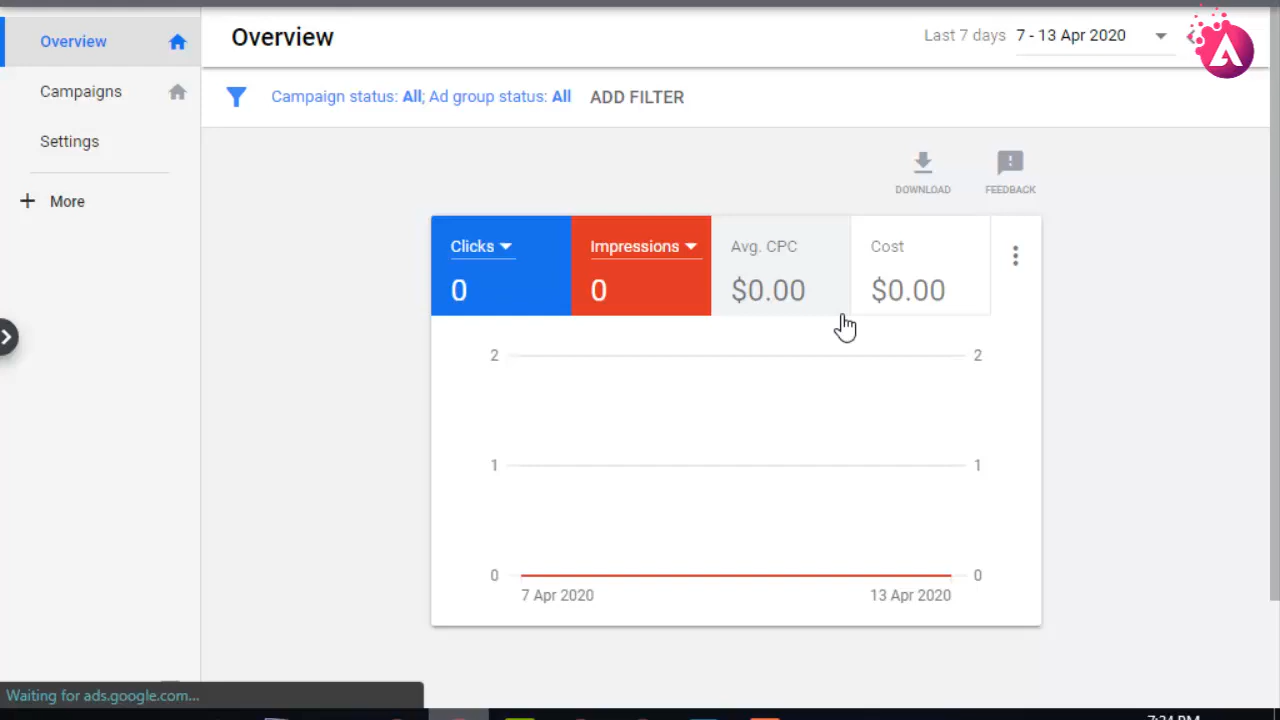 Overview
Campaigns
Settings
+ More
Overview
Last 7 days 7 - 13 Apr 2020
Campaign status: All; Ad group status: All ADD FILTER
DOWNLOAD FEEDBACK
Clicks Impressions Avg. CPC Cost
0 0 $0.00 $0.00
2 2
1 1
0 0
7 Apr 2020 13 Apr 2020
Waiting for ads.google.com...